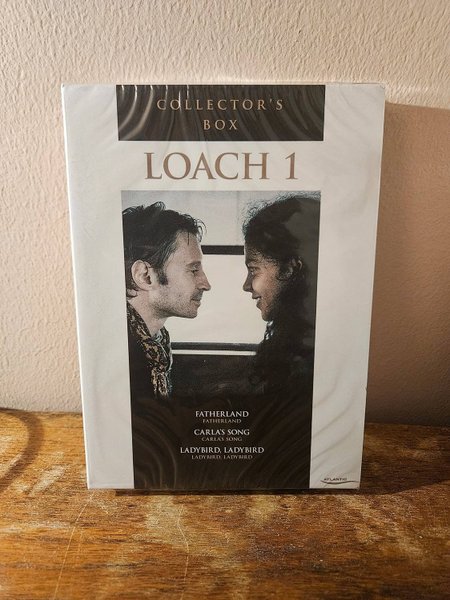 COLLECTOR'S
BOX
LOACH 1
FATHERLAND
FATHERLAND
CARLA'S SONG
CARLA'S SONG
LADYBIRD, LADYBIRD
LADYBIRD, LADYBIRD
ATLANTIC